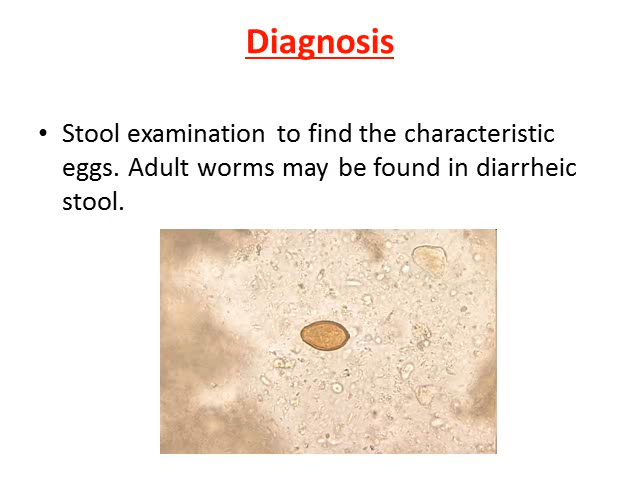 Diagnosis
• Stool examination to find the characteristic
eggs. Adult worms may be found in diarrheic
stool.